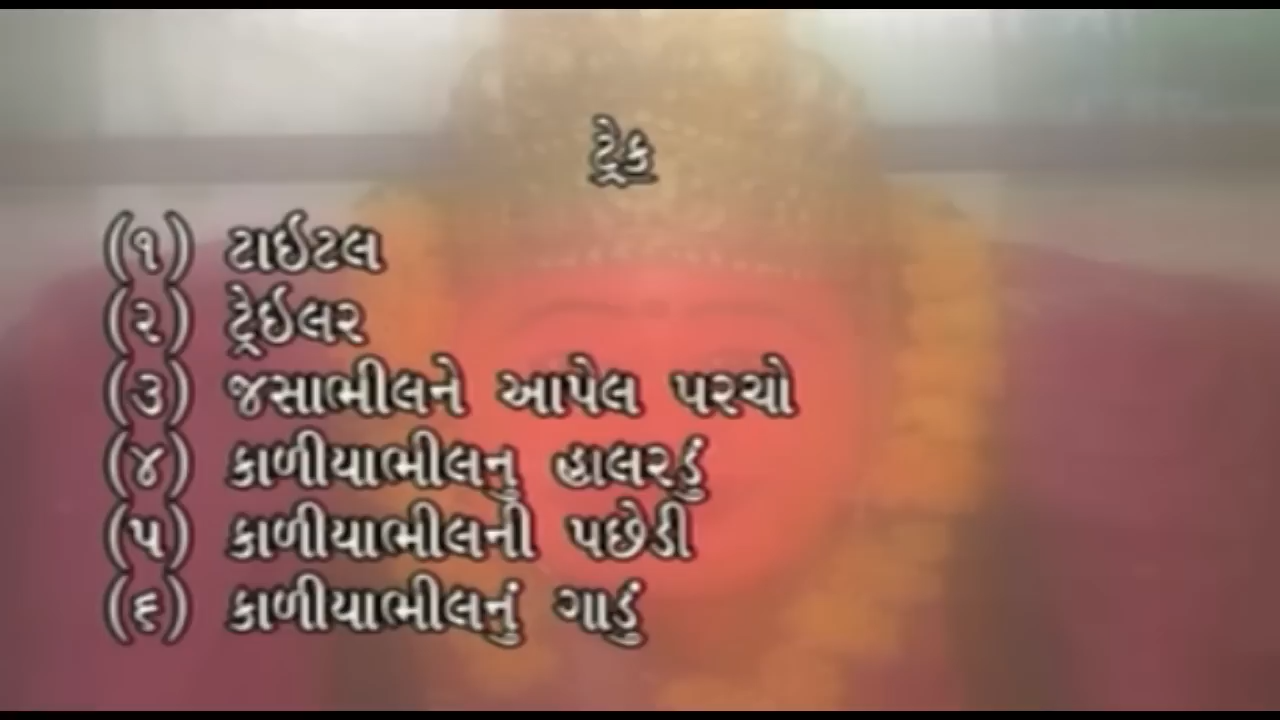 ટ્રેક
(૧) ટાઈટલ
(૨) ટ્રેઈલર
(૩) જસાભીલને આપેલ પરચો
(૪) કાળીયાભીલનુ હાલરડું
(૫) કાળીયાભીલની પછેડી
(૬) કાળીયાભીલનું ગાડું